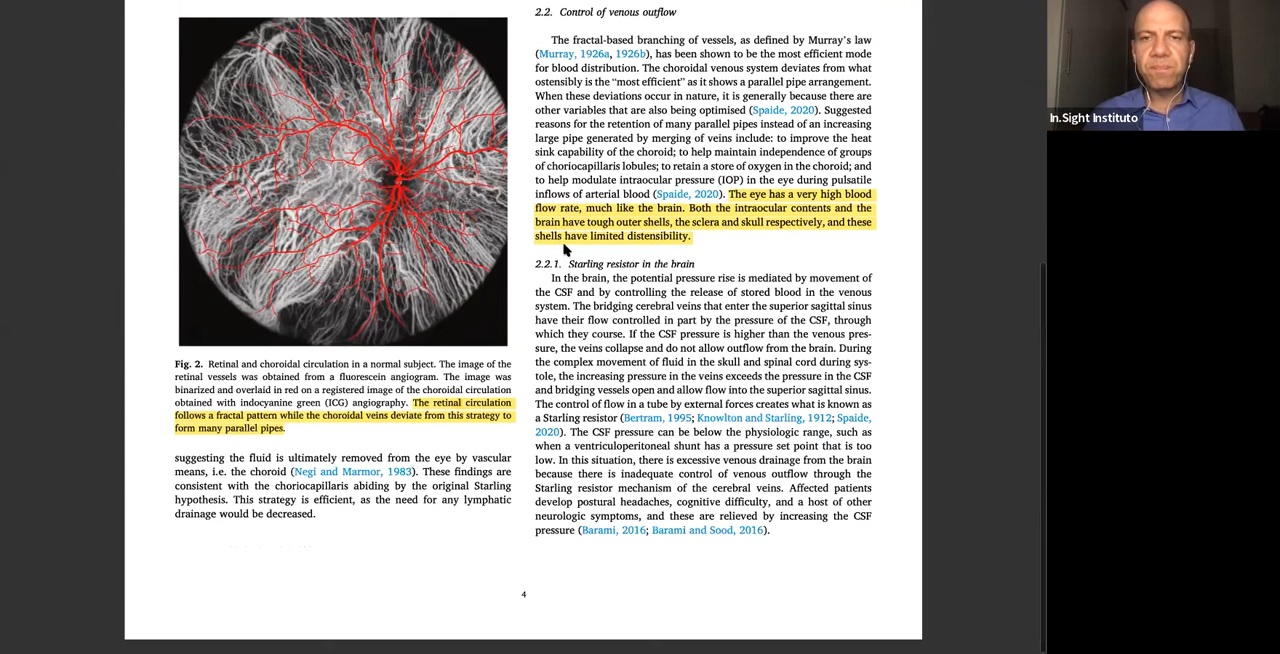 Fig. 2. Retinal and choroidal circulation in a normal subject. The image of the
retinal vessels was obtained from a fluorescein angiogram. The image was
binarized and overlaid in red on a registered image of the choroidal circulation
obtained with indocyanine green (ICG) angiography. The retinal circulation
follows a fractal pattern while the choroidal veins deviate from this strategy to
form many parallel pipes.
suggesting the fluid is ultimately removed from the eye by vascular
means, i.e. the choroid (Negi and Marmor, 1983). These findings are
consistent with the choriocapillaris abiding by the original Starling
hypothesis. This strategy is efficient, as the need for any lymphatic
drainage would be decreased.
2.2. Control of venous outflow
The fractal-based branching of vessels, as defined by Murray's law
(Murray, 1926a, 1926b), has been shown to be the most efficient mode
for blood distribution. The choroidal venous system deviates from what
ostensibly is the "most efficient" as it shows a parallel pipe arrangement.
When these deviations occur in nature, it is generally because there are
other variables that are also being optimised (Spaide, 2020). Suggested
reasons for the retention of many parallel pipes instead of an increasing
large pipe generated by merging of veins include: to improve the heat
sink capability of the choroid; to help maintain independence of groups
of choriocapillaris lobules; to retain a store of oxygen in the choroid; and
to help modulate intraocular pressure (IOP) in the eye during pulsatile
inflows of arterial blood (Spaide, 2020). The eye has a very high blood
flow rate, much like the brain. Both the intraocular contents and the
brain have tough outer shells, the sclera and skull respectively, and these
shells have limited distensibility.
2.2.1. Starling resistor in the brain
In the brain, the potential pressure rise is mediated by movement of
the CSF and by controlling the release of stored blood in the venous
system. The bridging cerebral veins that enter the superior sagittal sinus
have their flow controlled in part by the pressure of the CSF, through
which they course. If the CSF pressure is higher than the venous pres-
sure, the veins collapse and do not allow outflow from the brain. During
the complex movement of fluid in the skull and spinal cord during sys-
tole, the increasing pressure in the veins exceeds the pressure in the CSF
and bridging vessels open and allow flow into the superior sagittal sinus.
The control of flow in a tube by external forces creates what is known as
a Starling resistor (Bertram, 1995; Knowlton and Starling, 1912; Spaide,
2020). The CSF pressure can be below the physiologic range, such as
when a ventriculoperitoneal shunt has a pressure set point that is too
low. In this situation, there is excessive venous drainage from the brain
because there is inadequate control of venous outflow through the
Starling resistor mechanism of the cerebral veins. Affected patients
develop postural headaches, cognitive difficulty, and a host of other
neurologic symptoms, and these are relieved by increasing the CSF
pressure (Barami, 2016; Barami and Sood, 2016).
4
In.Sight Instituto